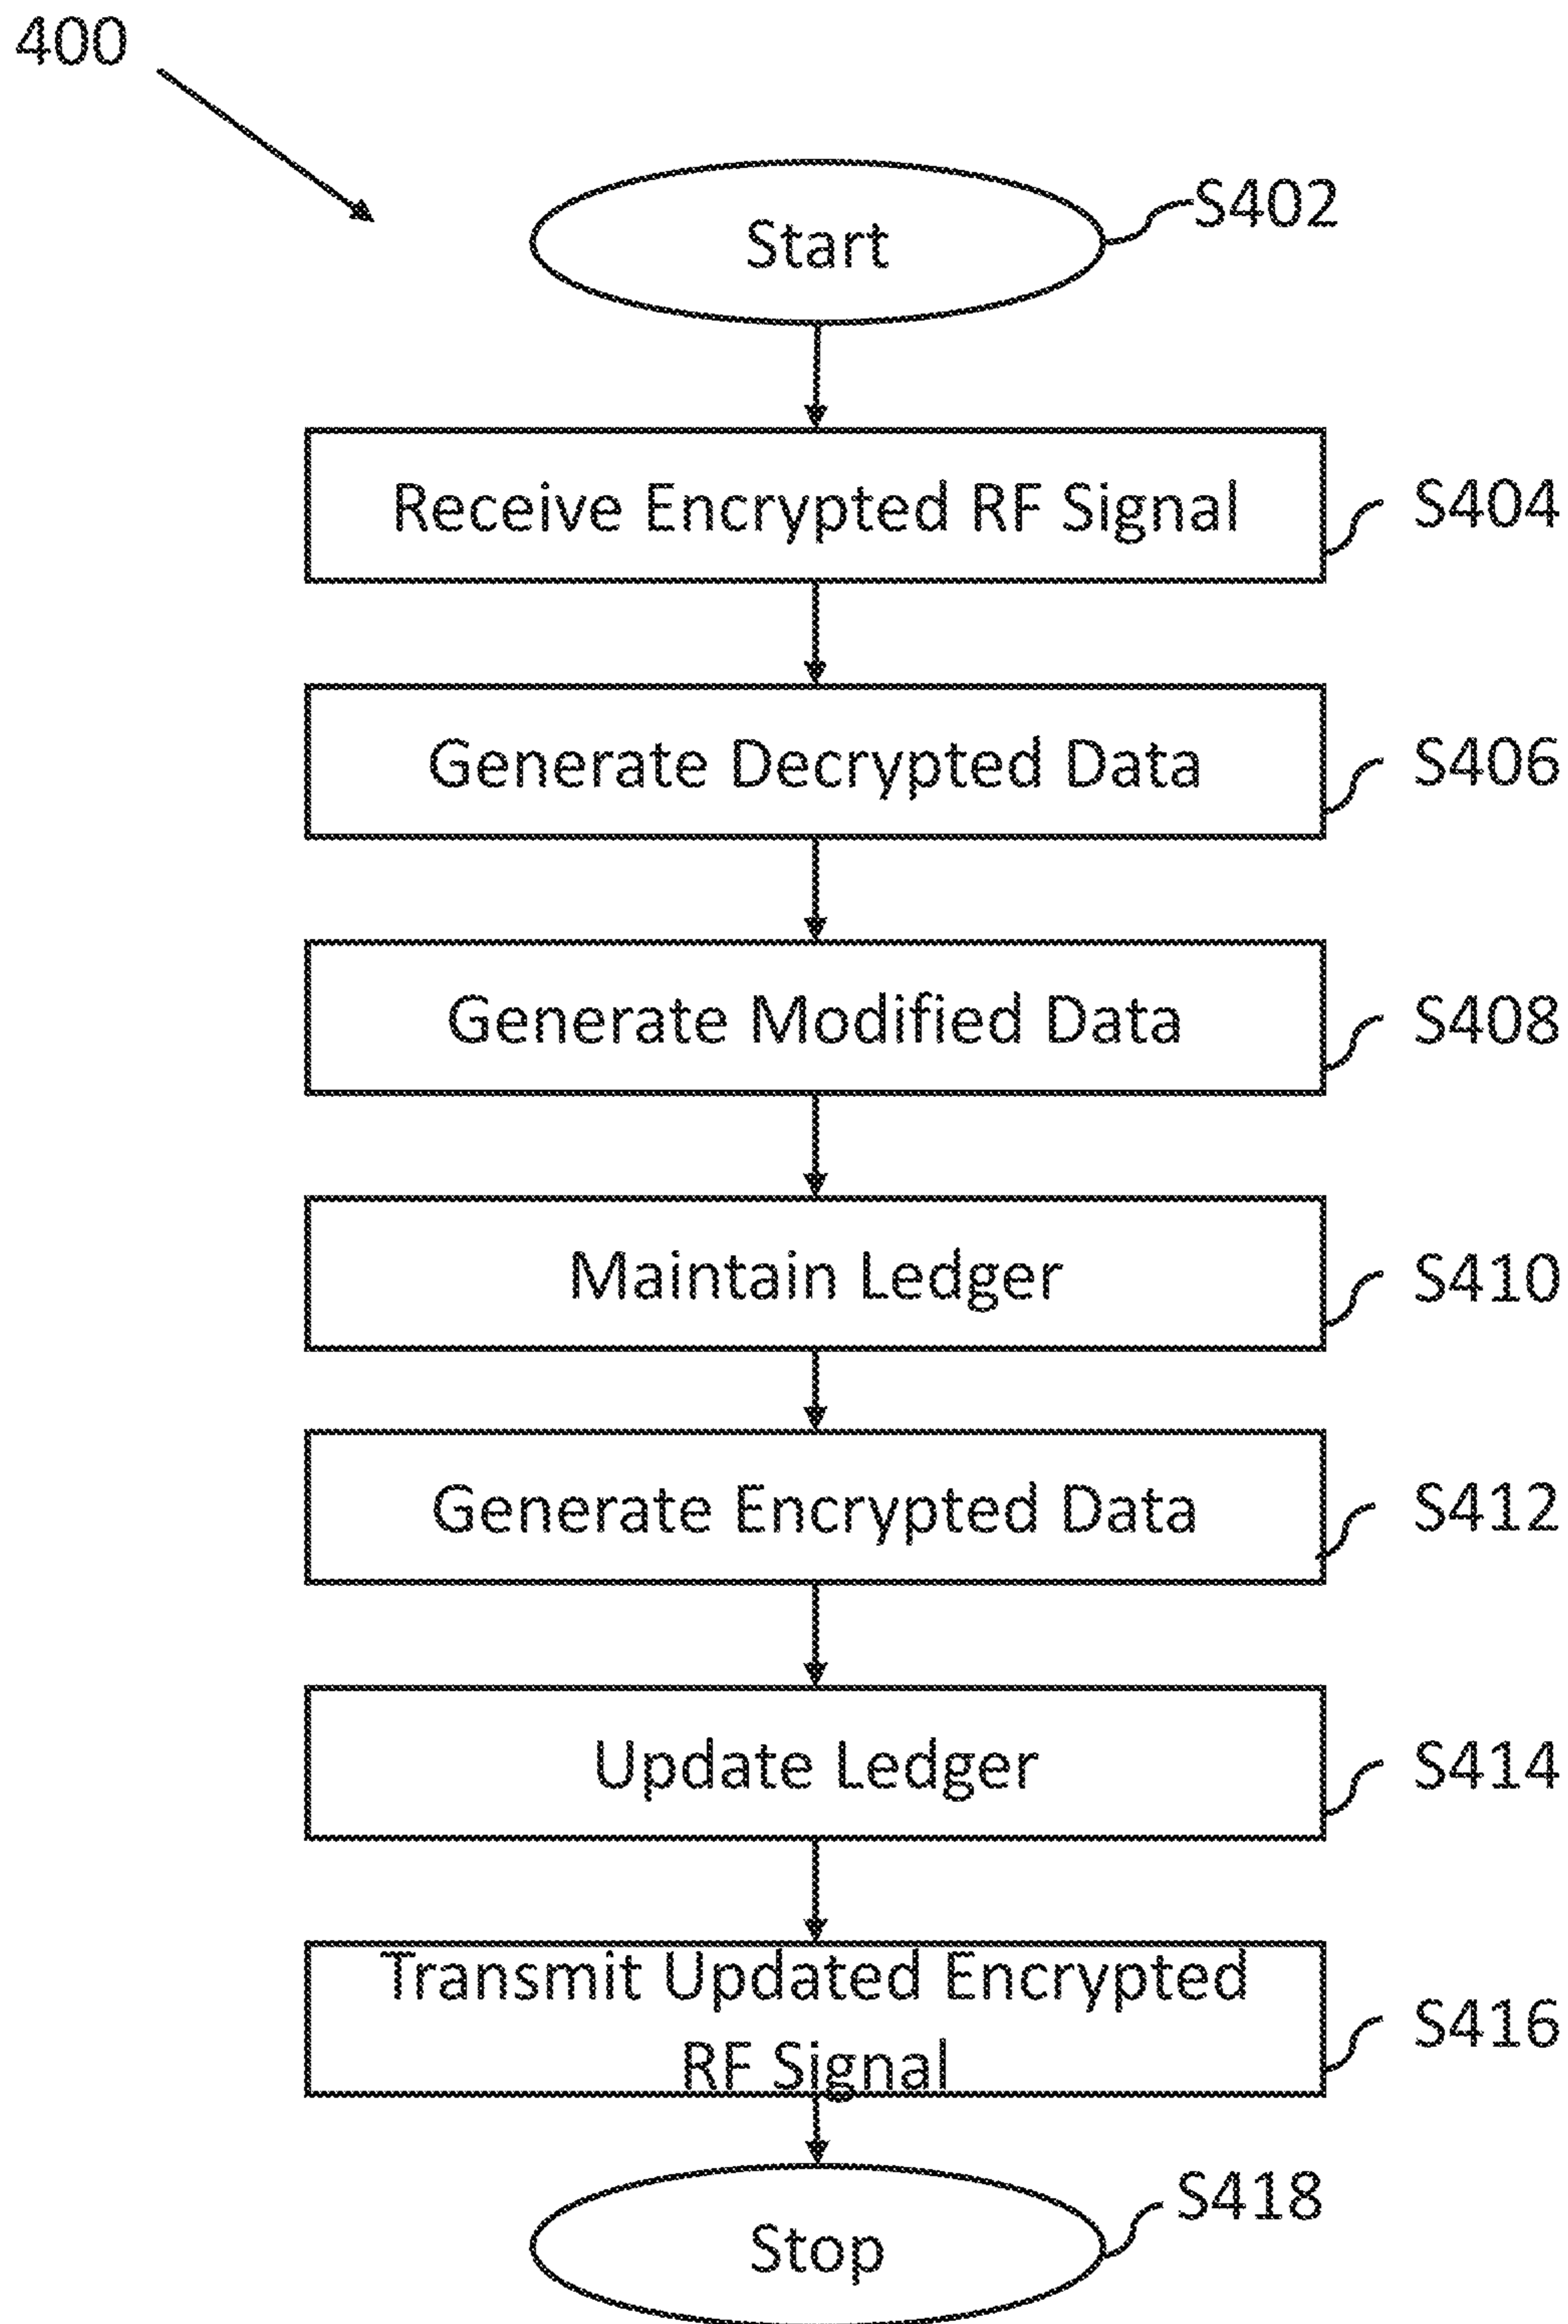 400
Start
S402
Receive Encrypted RF Signal
S404
Generate Decrypted Data
S406
Generate Modified Data
S408
Maintain Ledger
S410
Generate Encrypted Data
S412
Update Ledger
S414
Transmit Updated Encrypted
RF Signal
S416
Stop
S418